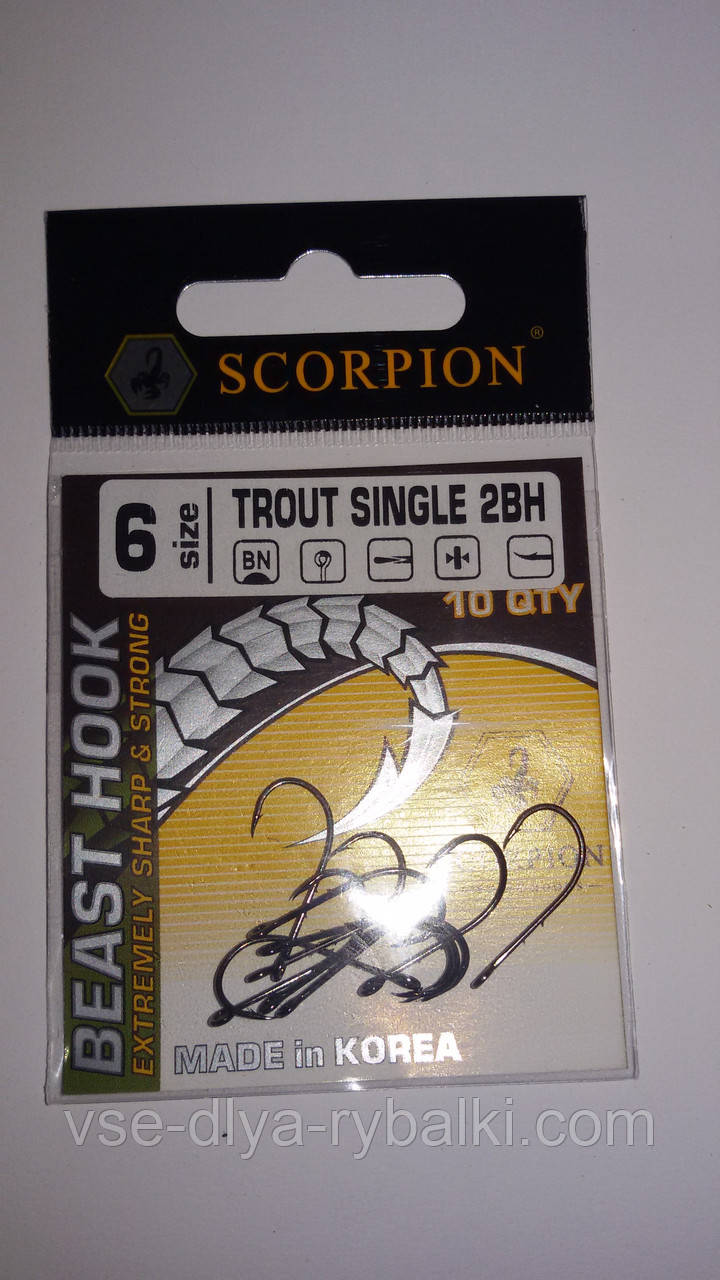 SCORPION®
6 size TROUT SINGLE 2BH
BN
10 QTY
BEAST HOOK
EXTREMELY SHARP & STRONG
MADE in KOREA
vse-dlya-rybalki.com